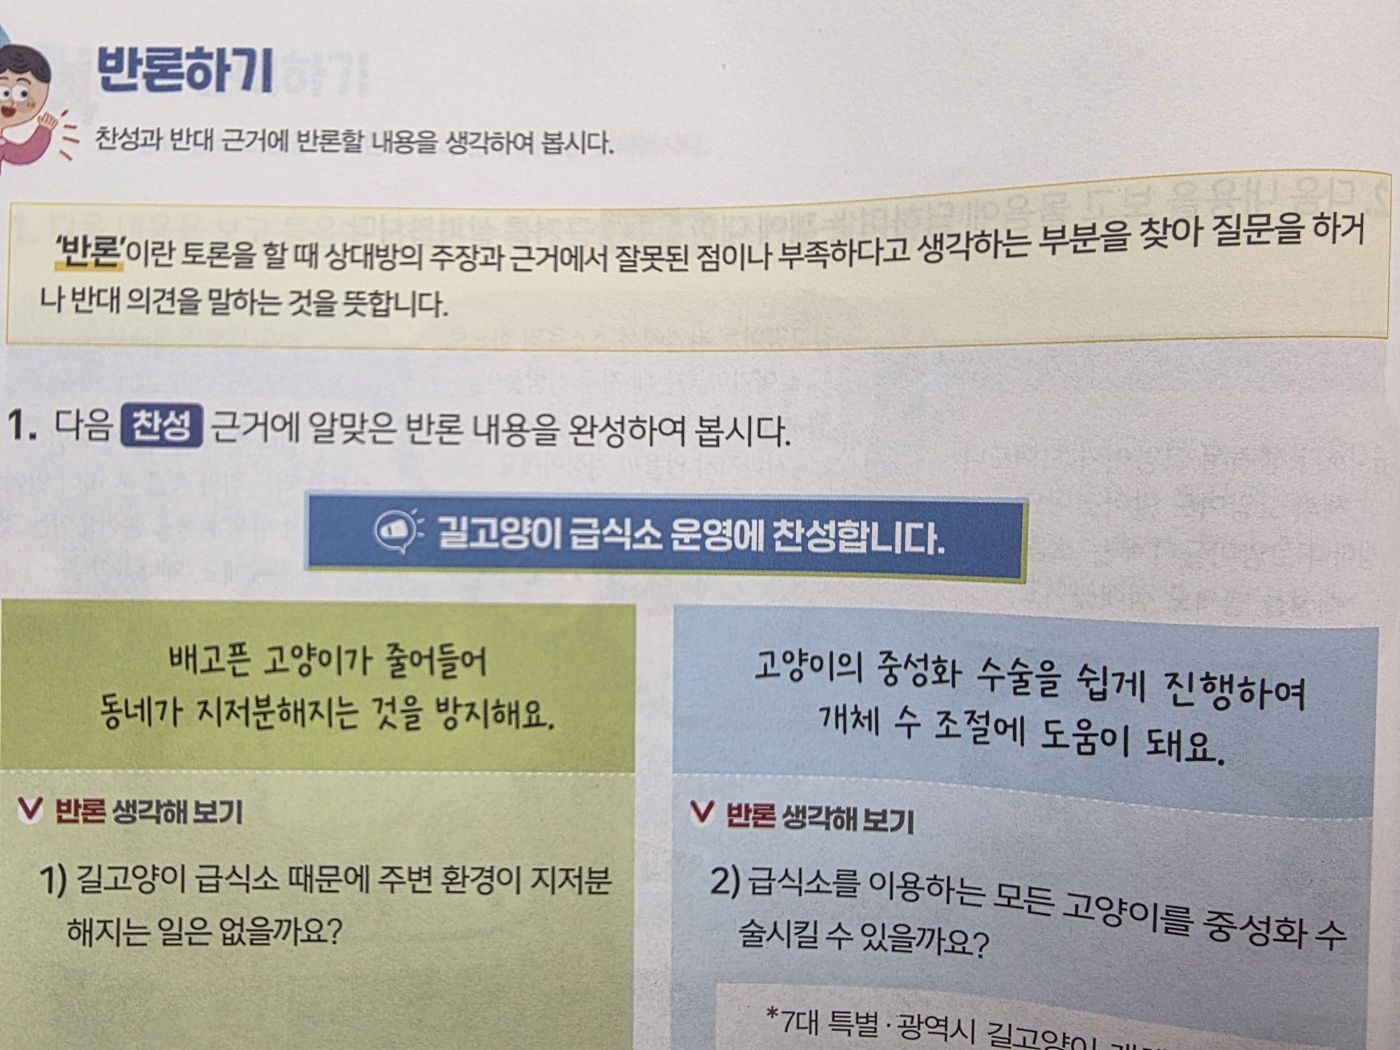 반론하기
찬성과 반대 근거에 반론할 내용을 생각하여 봅시다.
'반론'이란 토론을 할 때 상대방의 주장과 근거에서 잘못된 점이나 부족하다고 생각하는 부분을 찾아 질문을 하거
나 반대 의견을 말하는 것을 뜻합니다.
1. 다음 찬성 근거에 알맞은 반론 내용을 완성하여 봅시다.
길고양이 급식소 운영에 찬성합니다.
배고픈 고양이가 줄어들어
동네가 지저분해지는 것을 방지해요.
반론 생각해 보기
1) 길고양이 급식소 때문에 주변 환경이 지저분
해지는 일은 없을까요?
고양이의 중성화 수술을 쉽게 진행하여
개체 수 조절에 도움이 돼요.
반론 생각해 보기
2) 급식소를 이용하는 모든 고양이를 중성화 수
술시킬 수 있을까요?
*7대 특별·광역시 길고양이